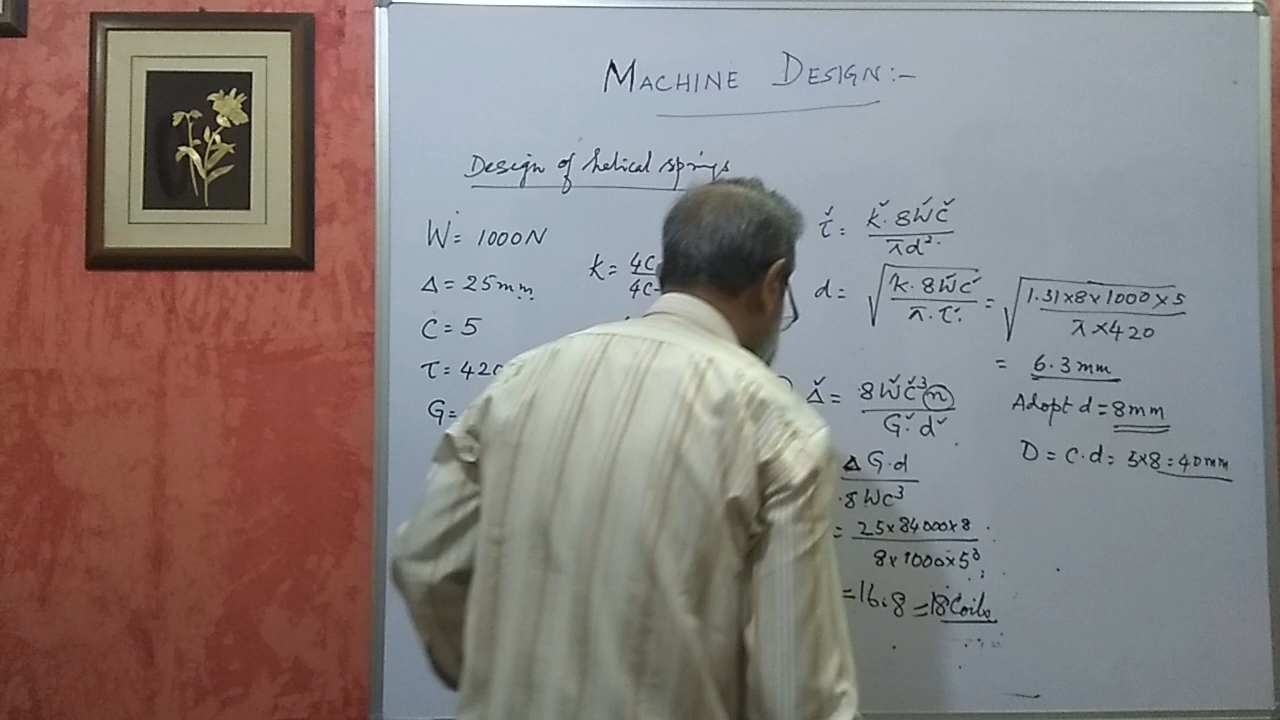 MACHINE DESIGN:-
Design of helical springs
W = 1000N
Δ = 25mm
C = 5
τ = 420
G =
K = 4C
4C-
τ = K·8WC
πd²
d = √ K·8WC / π·τ = √ 1.31×8×1000×5 / π×420
= 6.3mm
Adopt d = 8mm
D = C.d = 5×8 = 40mm
Δ = 8WC³n
G·d
Δ G·d
8WC³
= 25×84000×8
8×1000×5³
= 16.8 = 18 Coils